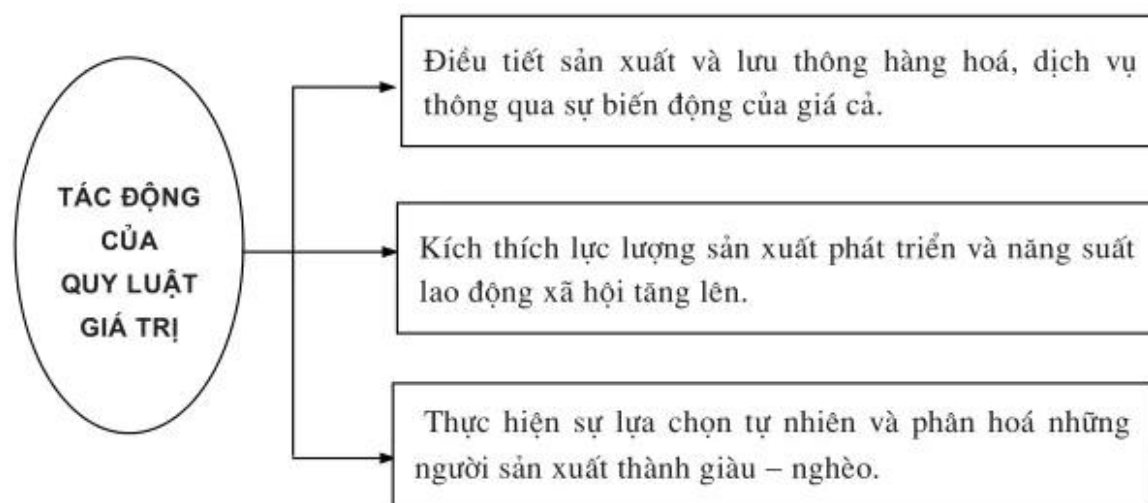 TÁC ĐỘNG
CỦA
QUY LUẬT
GIÁ TRỊ
Điều tiết sản xuất và lưu thông hàng hoá, dịch vụ
thông qua sự biến động của giá cả.
Kích thích lực lượng sản xuất phát triển và năng suất
lao động xã hội tăng lên.
Thực hiện sự lựa chọn tự nhiên và phân hoá những
người sản xuất thành giàu – nghèo.